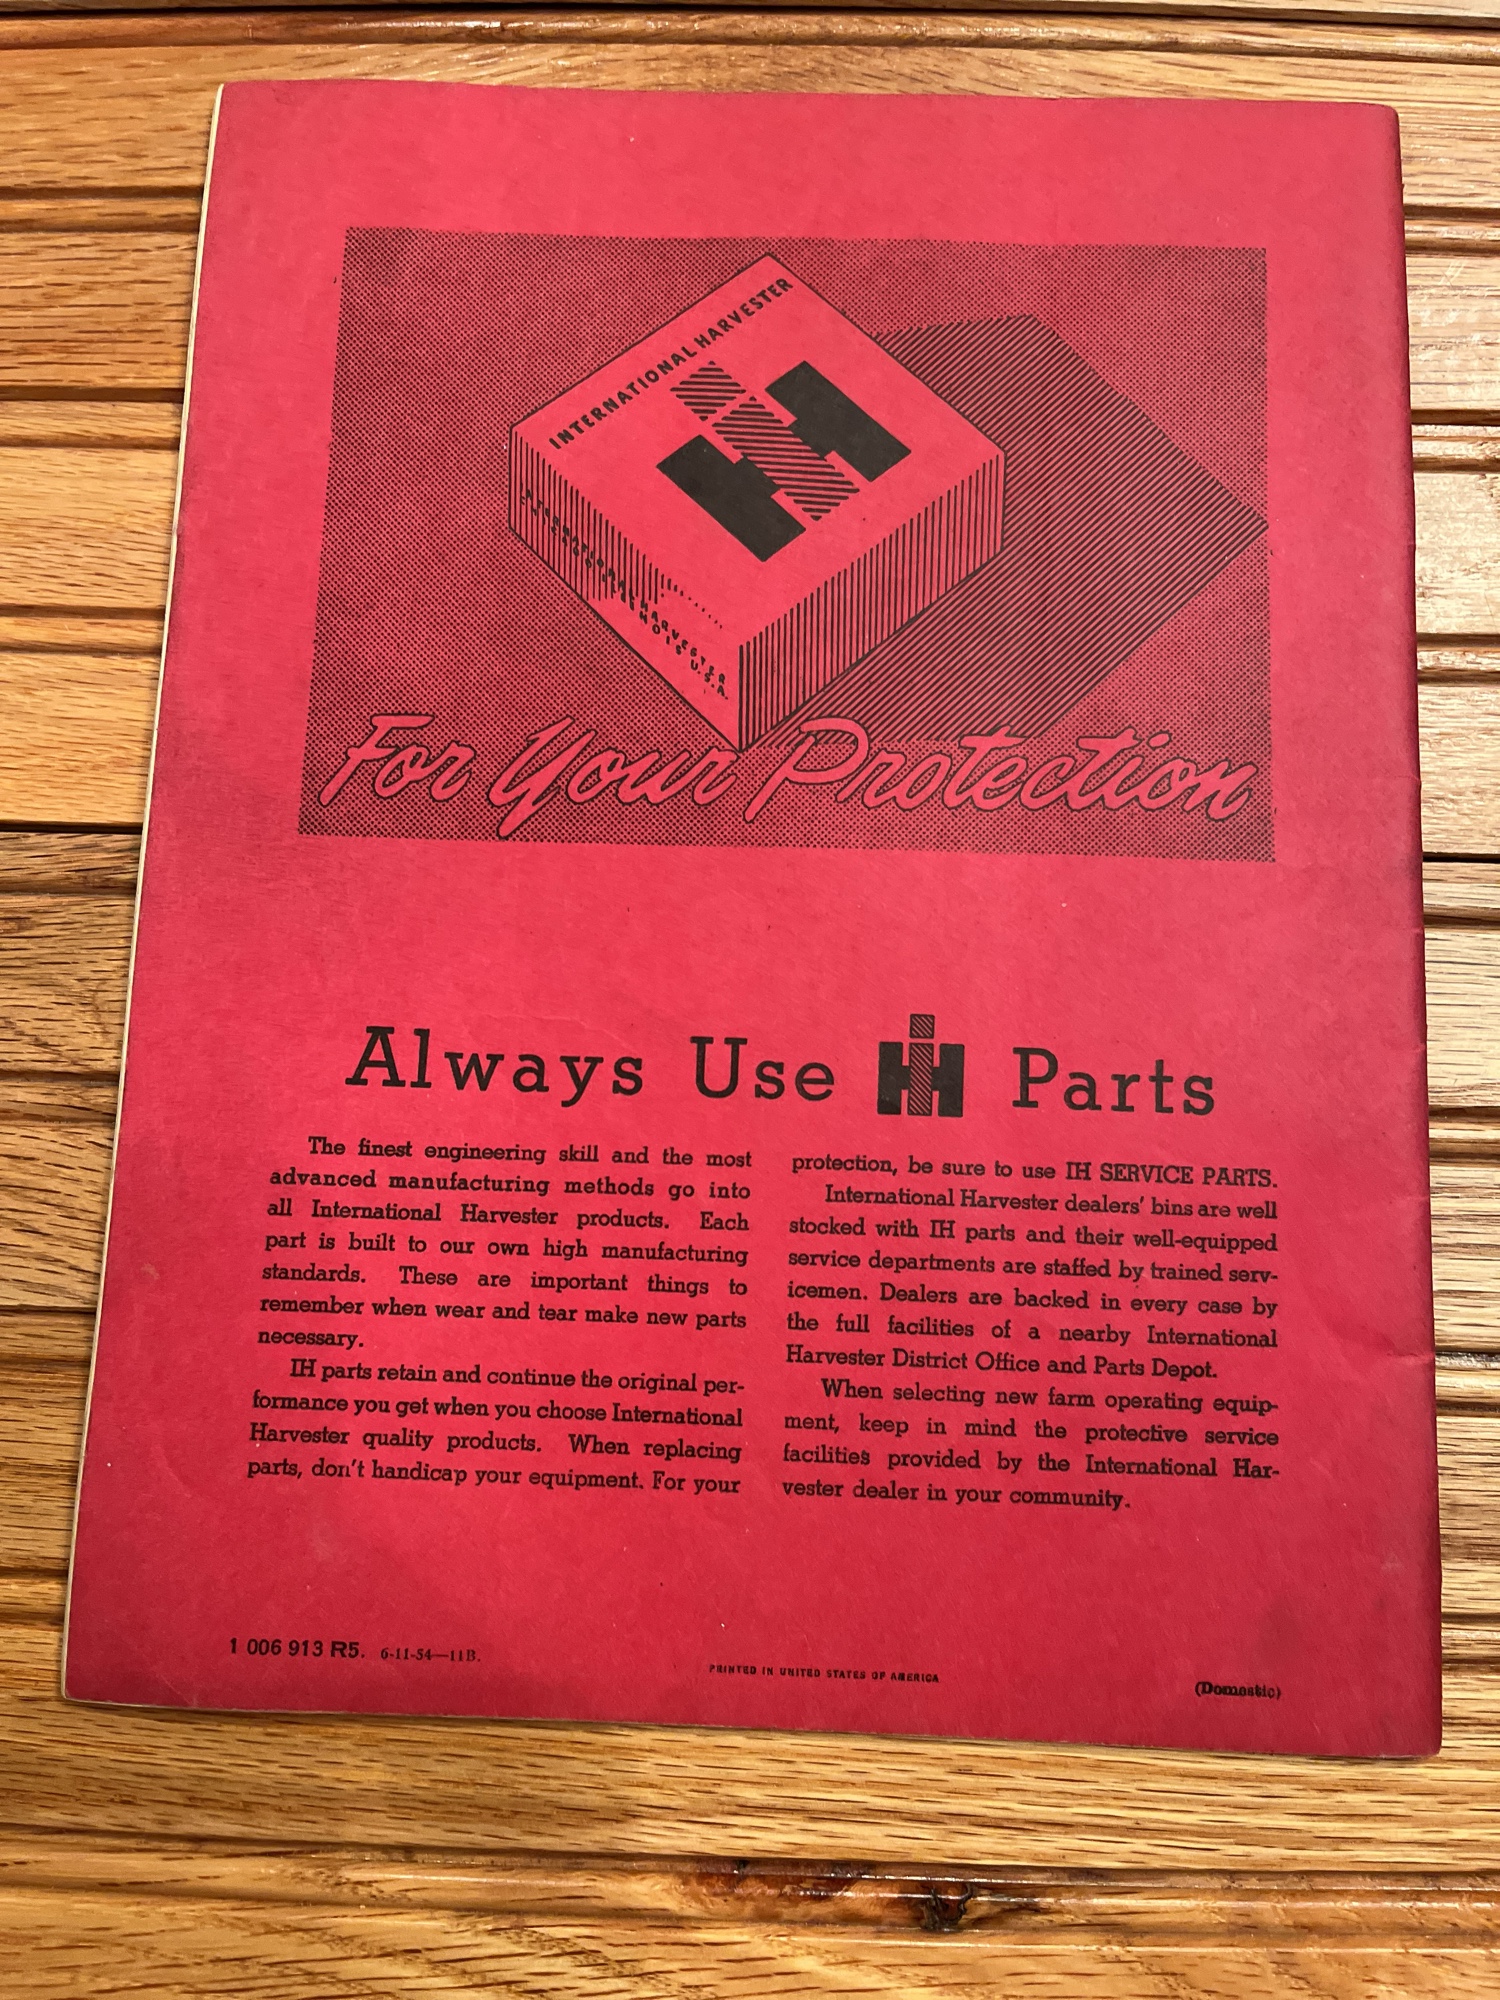 INTERNATIONAL HARVESTER
IH
INTERNATIONAL HARVESTER
CHICAGO 1, ILLINOIS U.S.A.
For Your Protection
Always Use IH Parts
The finest engineering skill and the most
advanced manufacturing methods go into
all International Harvester products. Each
part is built to our own high manufacturing
standards. These are important things to
remember when wear and tear make new parts
necessary.
IH parts retain and continue the original per-
formance you get when you choose International
Harvester quality products. When replacing
parts, don't handicap your equipment. For your
protection, be sure to use IH SERVICE PARTS.
International Harvester dealers' bins are well
stocked with IH parts and their well-equipped
service departments are staffed by trained serv-
icemen. Dealers are backed in every case by
the full facilities of a nearby International
Harvester District Office and Parts Depot.
When selecting new farm operating equip-
ment, keep in mind the protective service
facilities provided by the International Har-
vester dealer in your community.
1 006 913 R5. 6-11-54—11B.
PRINTED IN UNITED STATES OF AMERICA
(Domestic)